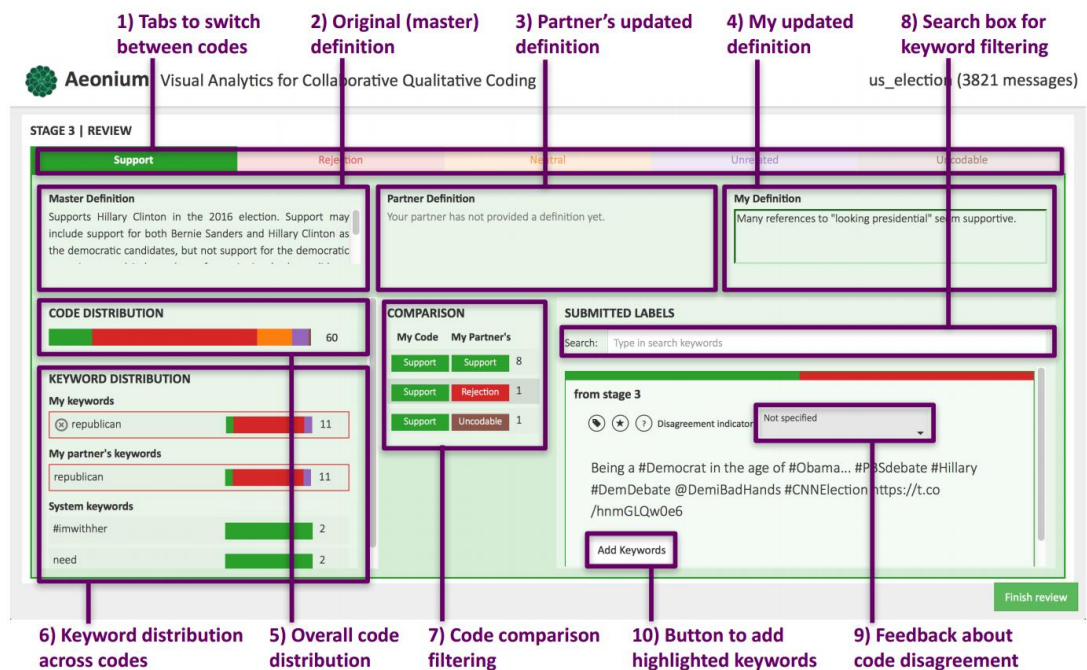 1) Tabs to switch
between codes
2) Original (master)
definition
3) Partner's updated
definition
4) My updated
definition
8) Search box for
keyword filtering
Aeonium Visual Analytics for Collaborative Qualitative Coding
us_election (3821 messages)
STAGE 3 | REVIEW
Support
Rejection
Neutral
Unrelated
Uncodable
Master Definition
Supports Hillary Clinton in the 2016 election. Support may
include support for both Bernie Sanders and Hillary Clinton as
the democratic candidates, but not support for the democratic
Partner Definition
Your partner has not provided a definition yet.
My Definition
Many references to "looking presidential" seem supportive.
CODE DISTRIBUTION
60
KEYWORD DISTRIBUTION
My keywords
republican 11
My partner's keywords
republican 11
System keywords
#imwithher 2
need 2
COMPARISON
My Code My Partner's
Support Support 8
Support Rejection 1
Support Uncodable 1
SUBMITTED LABELS
Search: Type in search keywords
from stage 3
? Disagreement indicator Not specified
Being a #Democrat in the age of #Obama... #PBSdebate #Hillary
#DemDebate @DemiBadHands #CNNElection https://t.co
/hnmGLQw0e6
Add Keywords
Finish review
6) Keyword distribution
across codes
5) Overall code
distribution
7) Code comparison
filtering
10) Button to add
highlighted keywords
9) Feedback about
code disagreement